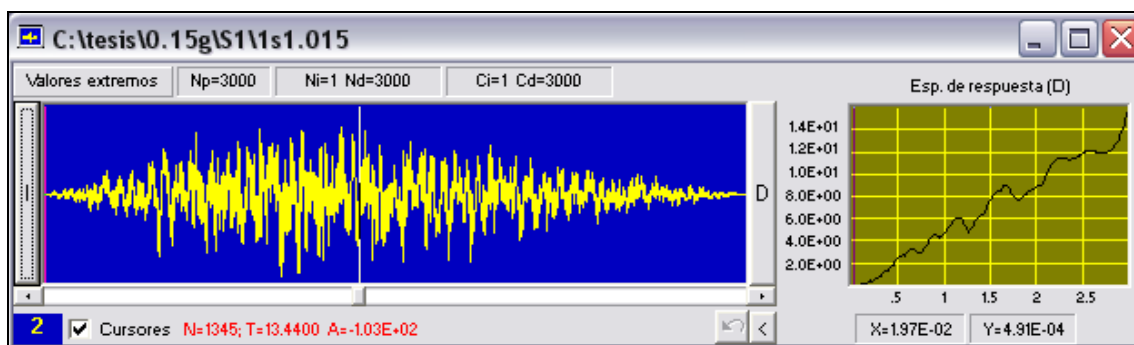 C:\tesis\0.15g\S1\1s1.015
Valores extremos Np=3000 Ni=1 Nd=3000 Ci=1 Cd=3000
Esp. de respuesta (D)
1.4E+01
1.2E+01
1.0E+01
8.0E+00
6.0E+00
4.0E+00
2.0E+00
I
D
.5 1 1.5 2 2.5
2 Cursores N=1345; T=13.4400 A=-1.03E+02 <
X=1.97E-02 Y=4.91E-04